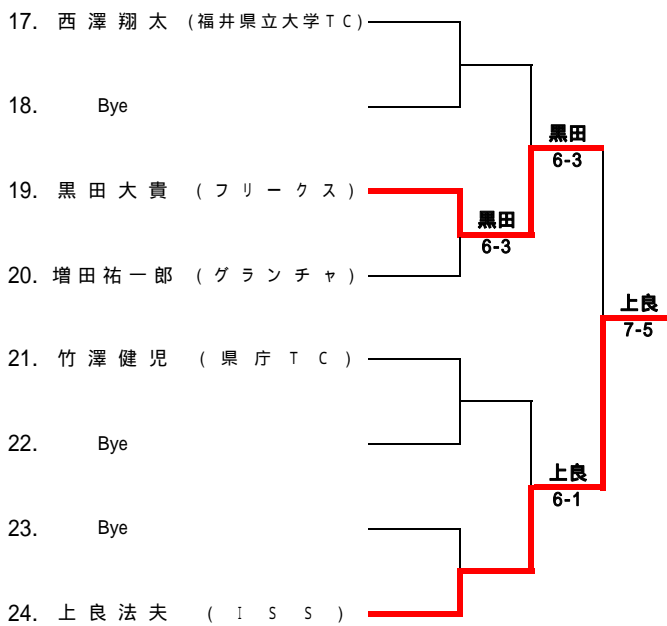 17. 西澤翔太 (福井県立大学TC)
18. Bye
黒田
6-3
19. 黒田大貴 (フリークス)
黒田
6-3
20. 増田祐一郎 (グランチャ)
上良
7-5
21. 竹澤健児 (県庁TC)
22. Bye
上良
6-1
23. Bye
24. 上良法夫 (ISS)